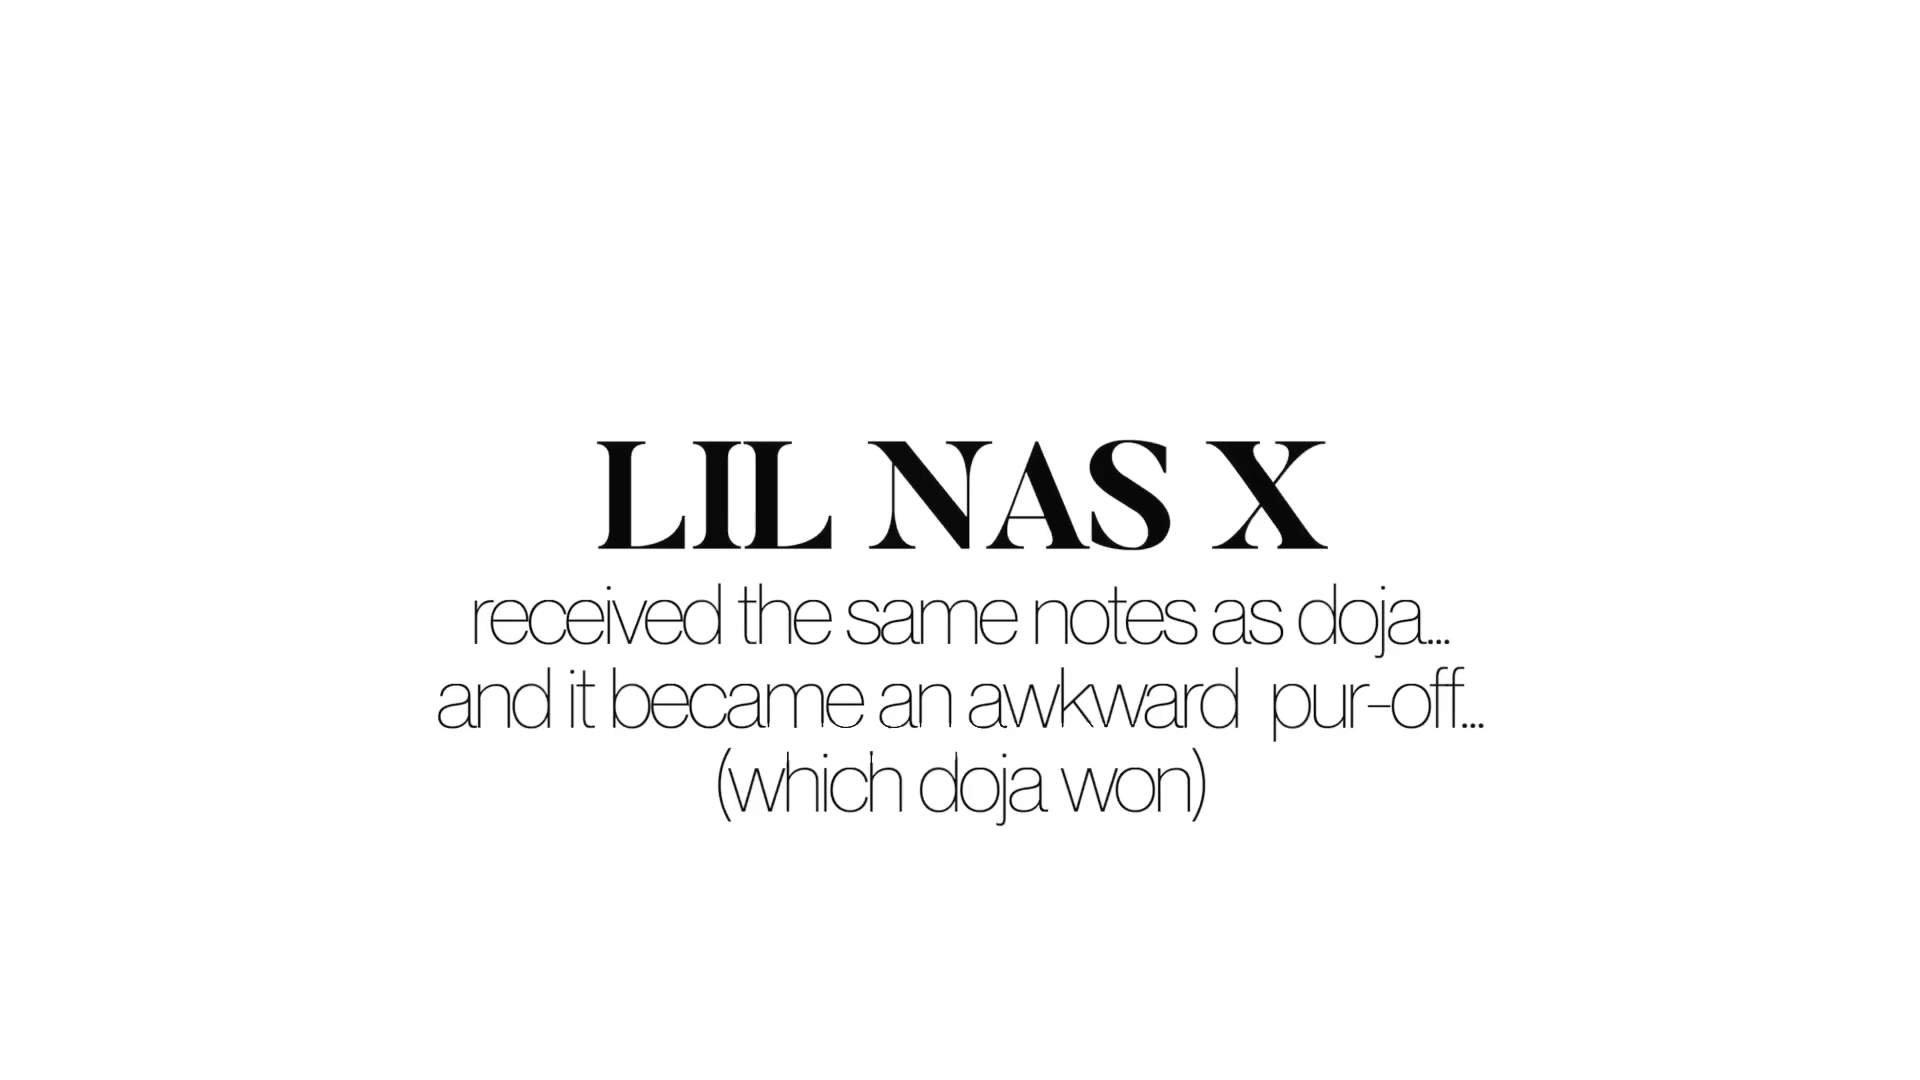 LIL NAS X
received the same notes as doja...
and it became an awkward pur-off...
(which doja won)